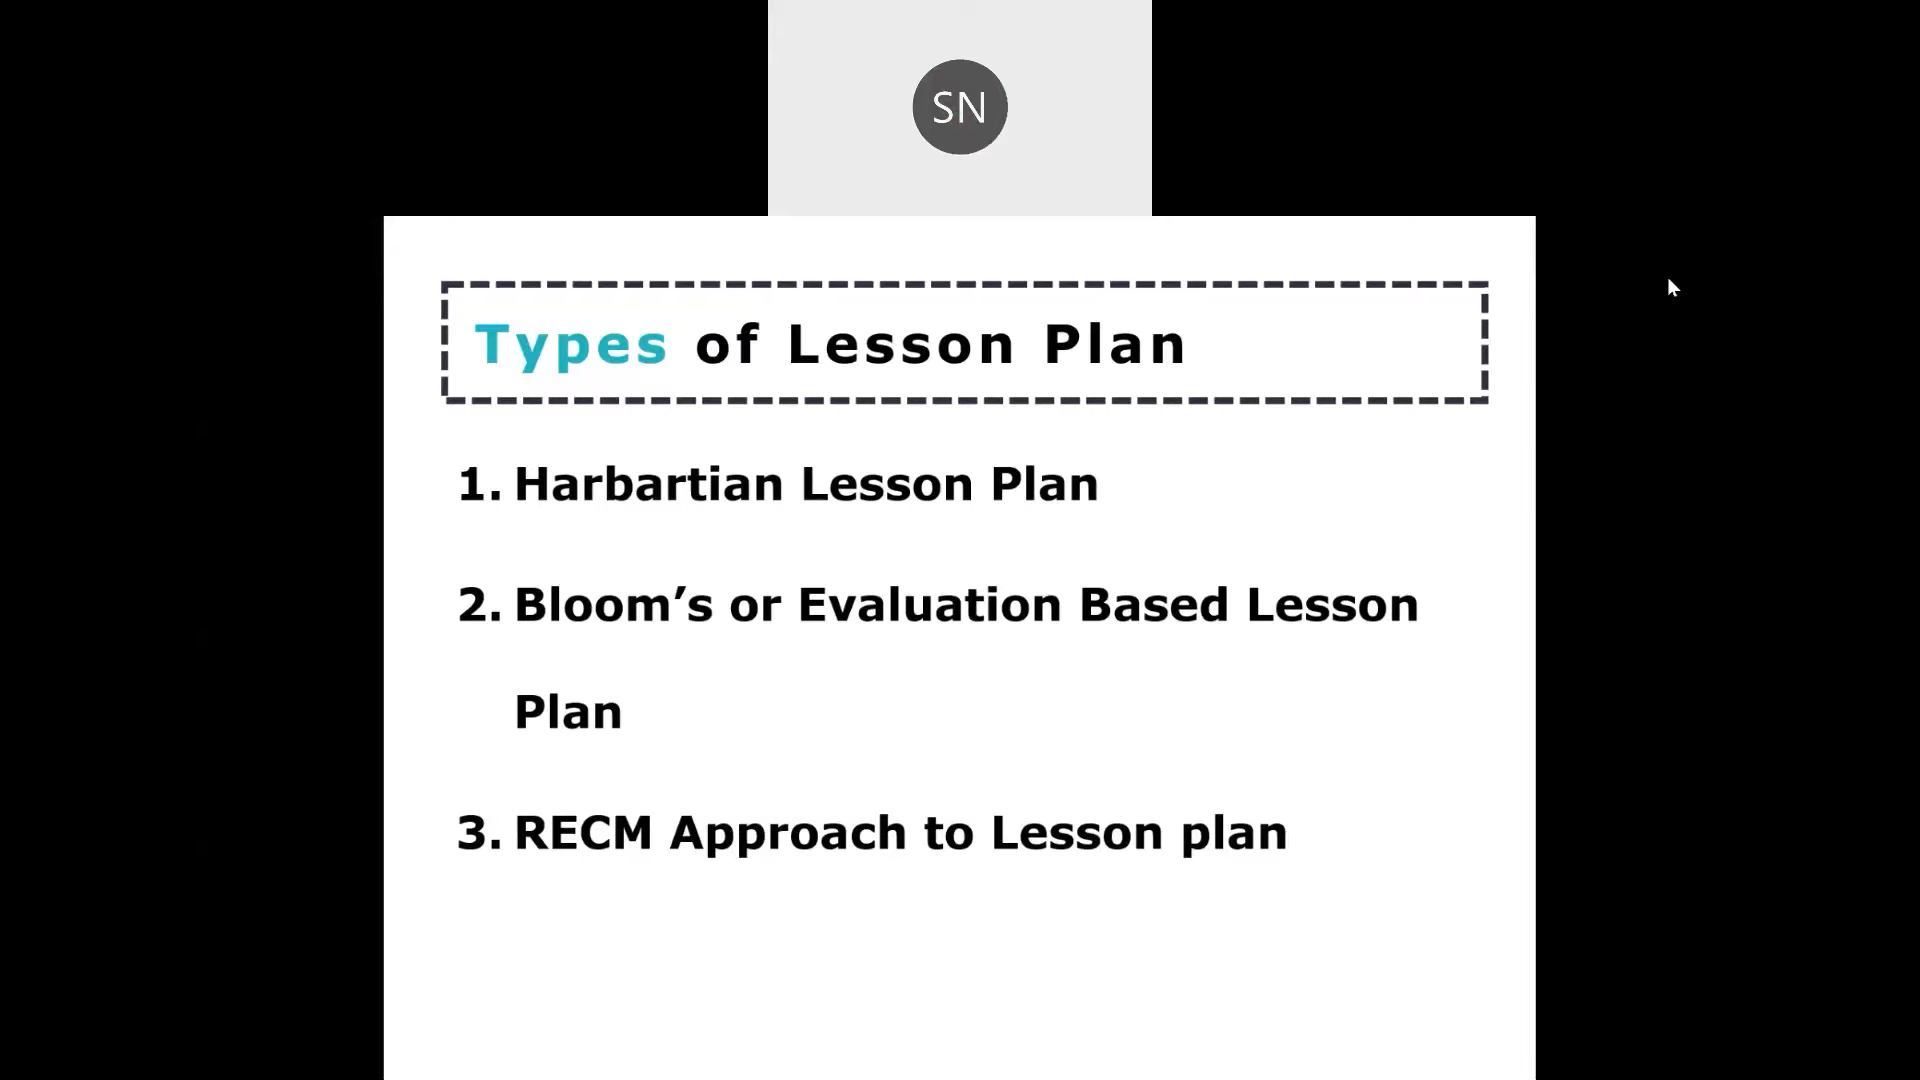 SN
Types of Lesson Plan
1. Harbartian Lesson Plan
2. Bloom’s or Evaluation Based Lesson
Plan
3. RECM Approach to Lesson plan